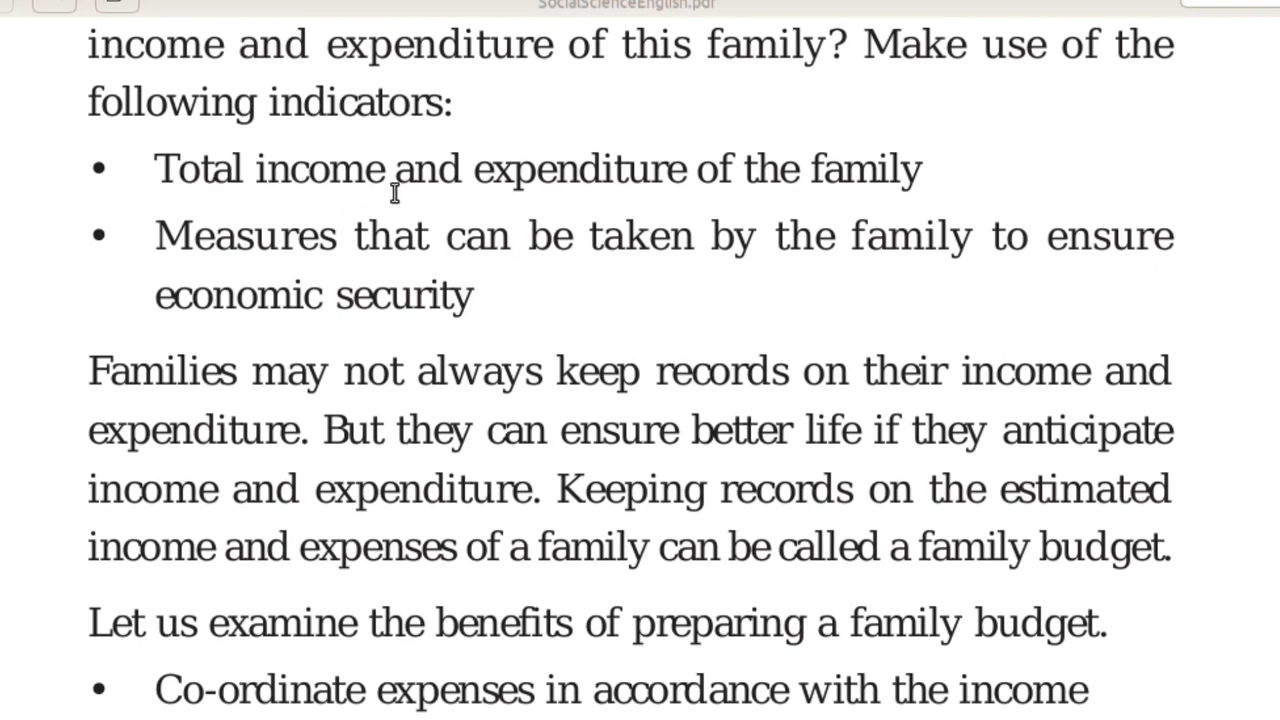 SocialScienceEnglish.pdf
income and expenditure of this family? Make use of the
following indicators:
• Total income and expenditure of the family
• Measures that can be taken by the family to ensure
economic security
Families may not always keep records on their income and
expenditure. But they can ensure better life if they anticipate
income and expenditure. Keeping records on the estimated
income and expenses of a family can be called a family budget.
Let us examine the benefits of preparing a family budget.
• Co-ordinate expenses in accordance with the income